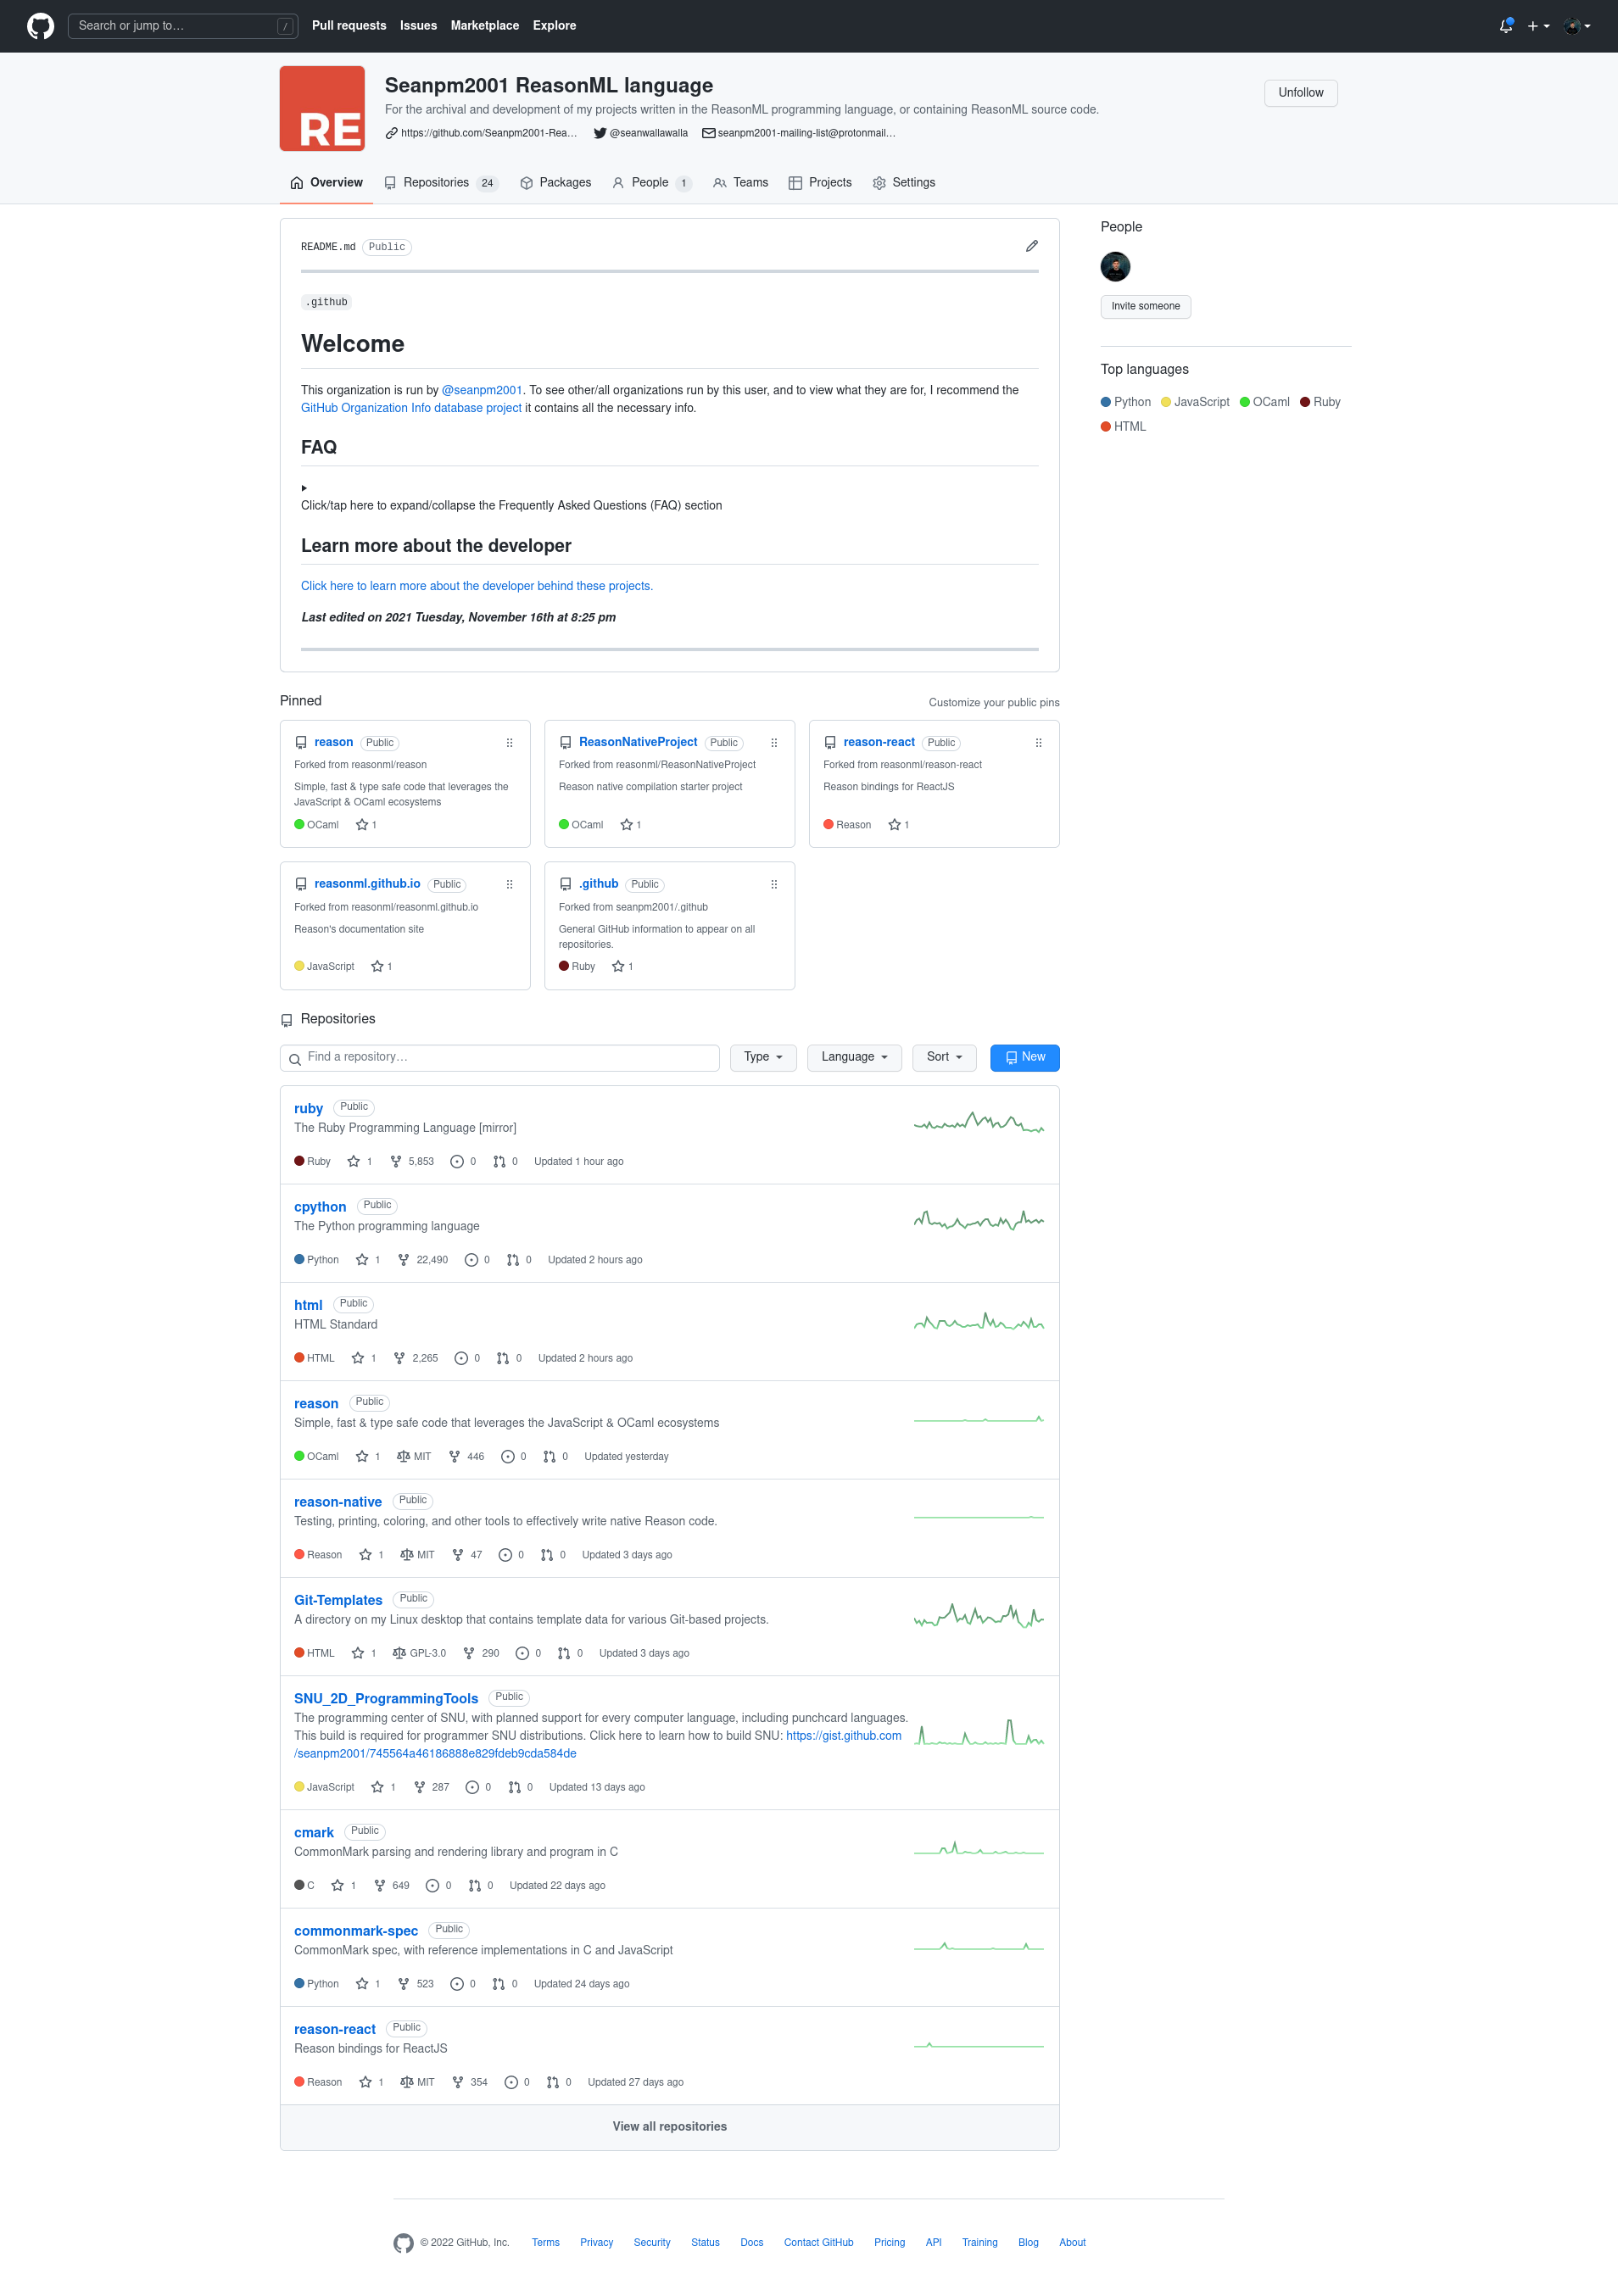 Search or jump to… /
Pull requests Issues Marketplace Explore
RE
Seanpm2001 ReasonML language
Unfollow
For the archival and development of my projects written in the ReasonML programming language, or containing ReasonML source code.
https://github.com/Seanpm2001-Rea… @seanwallawalla seanpm2001-mailing-list@protonmail…
Overview Repositories 24 Packages People 1 Teams Projects Settings
README.md Public
.github
Welcome
This organization is run by @seanpm2001. To see other/all organizations run by this user, and to view what they are for, I recommend the
GitHub Organization Info database project it contains all the necessary info.
FAQ
Click/tap here to expand/collapse the Frequently Asked Questions (FAQ) section
Learn more about the developer
Click here to learn more about the developer behind these projects.
Last edited on 2021 Tuesday, November 16th at 8:25 pm
People
Invite someone
Top languages
Python JavaScript OCaml Ruby
HTML
Pinned
Customize your public pins
reason Public
Forked from reasonml/reason
Simple, fast & type safe code that leverages the
JavaScript & OCaml ecosystems
OCaml 1
ReasonNativeProject Public
Forked from reasonml/ReasonNativeProject
Reason native compilation starter project
OCaml 1
reason-react Public
Forked from reasonml/reason-react
Reason bindings for ReactJS
Reason 1
reasonml.github.io Public
Forked from reasonml/reasonml.github.io
Reason's documentation site
JavaScript 1
.github Public
Forked from seanpm2001/.github
General GitHub information to appear on all
repositories.
Ruby 1
Repositories
Find a repository… Type Language Sort New
ruby Public
The Ruby Programming Language [mirror]
Ruby 1 5,853 0 0 Updated 1 hour ago
cpython Public
The Python programming language
Python 1 22,490 0 0 Updated 2 hours ago
html Public
HTML Standard
HTML 1 2,265 0 0 Updated 2 hours ago
reason Public
Simple, fast & type safe code that leverages the JavaScript & OCaml ecosystems
OCaml 1 MIT 446 0 0 Updated yesterday
reason-native Public
Testing, printing, coloring, and other tools to effectively write native Reason code.
Reason 1 MIT 47 0 0 Updated 3 days ago
Git-Templates Public
A directory on my Linux desktop that contains template data for various Git-based projects.
HTML 1 GPL-3.0 290 0 0 Updated 3 days ago
SNU_2D_ProgrammingTools Public
The programming center of SNU, with planned support for every computer language, including punchcard languages.
This build is required for programmer SNU distributions. Click here to learn how to build SNU: https://gist.github.com
/seanpm2001/745564a46186888e829fdeb9cda584de
JavaScript 1 287 0 0 Updated 13 days ago
cmark Public
CommonMark parsing and rendering library and program in C
C 1 649 0 0 Updated 22 days ago
commonmark-spec Public
CommonMark spec, with reference implementations in C and JavaScript
Python 1 523 0 0 Updated 24 days ago
reason-react Public
Reason bindings for ReactJS
Reason 1 MIT 354 0 0 Updated 27 days ago
View all repositories
© 2022 GitHub, Inc. Terms Privacy Security Status Docs Contact GitHub Pricing API Training Blog About